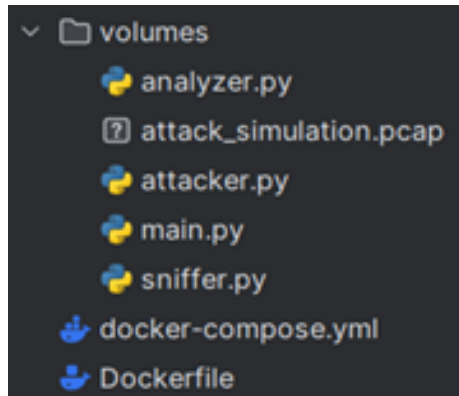 volumes
analyzer.py
attack_simulation.pcap
attacker.py
main.py
sniffer.py
docker-compose.yml
Dockerfile